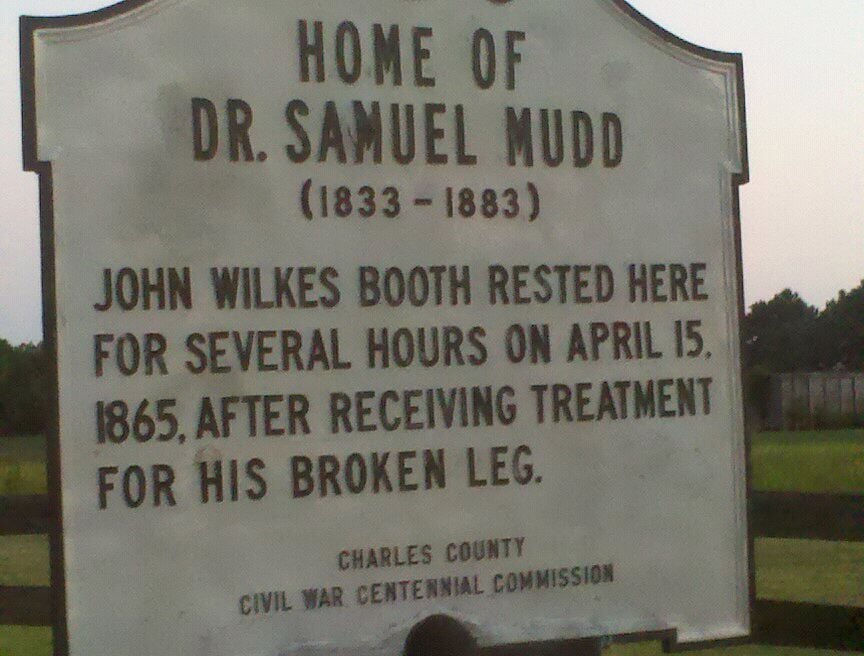 HOME OF
DR. SAMUEL MUDD
(1833 - 1883)
JOHN WILKES BOOTH RESTED HERE
FOR SEVERAL HOURS ON APRIL 15,
1865, AFTER RECEIVING TREATMENT
FOR HIS BROKEN LEG.
CHARLES COUNTY
CIVIL WAR CENTENNIAL COMMISSION